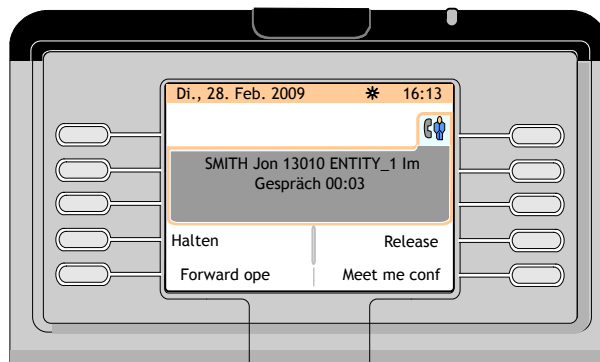 Di., 28. Feb. 2009 16:13
SMITH Jon 13010 ENTITY_1 Im
Gespräch 00:03
Halten Release
Forward ope Meet me conf